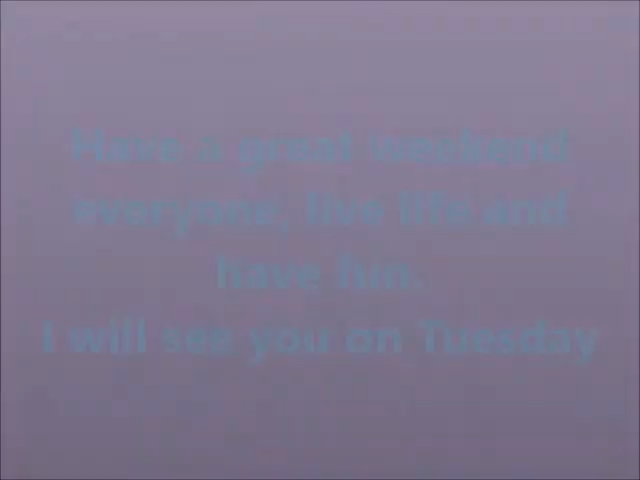 Have a great weekend
everyone, live life and
have fun.
I will see you on Tuesday